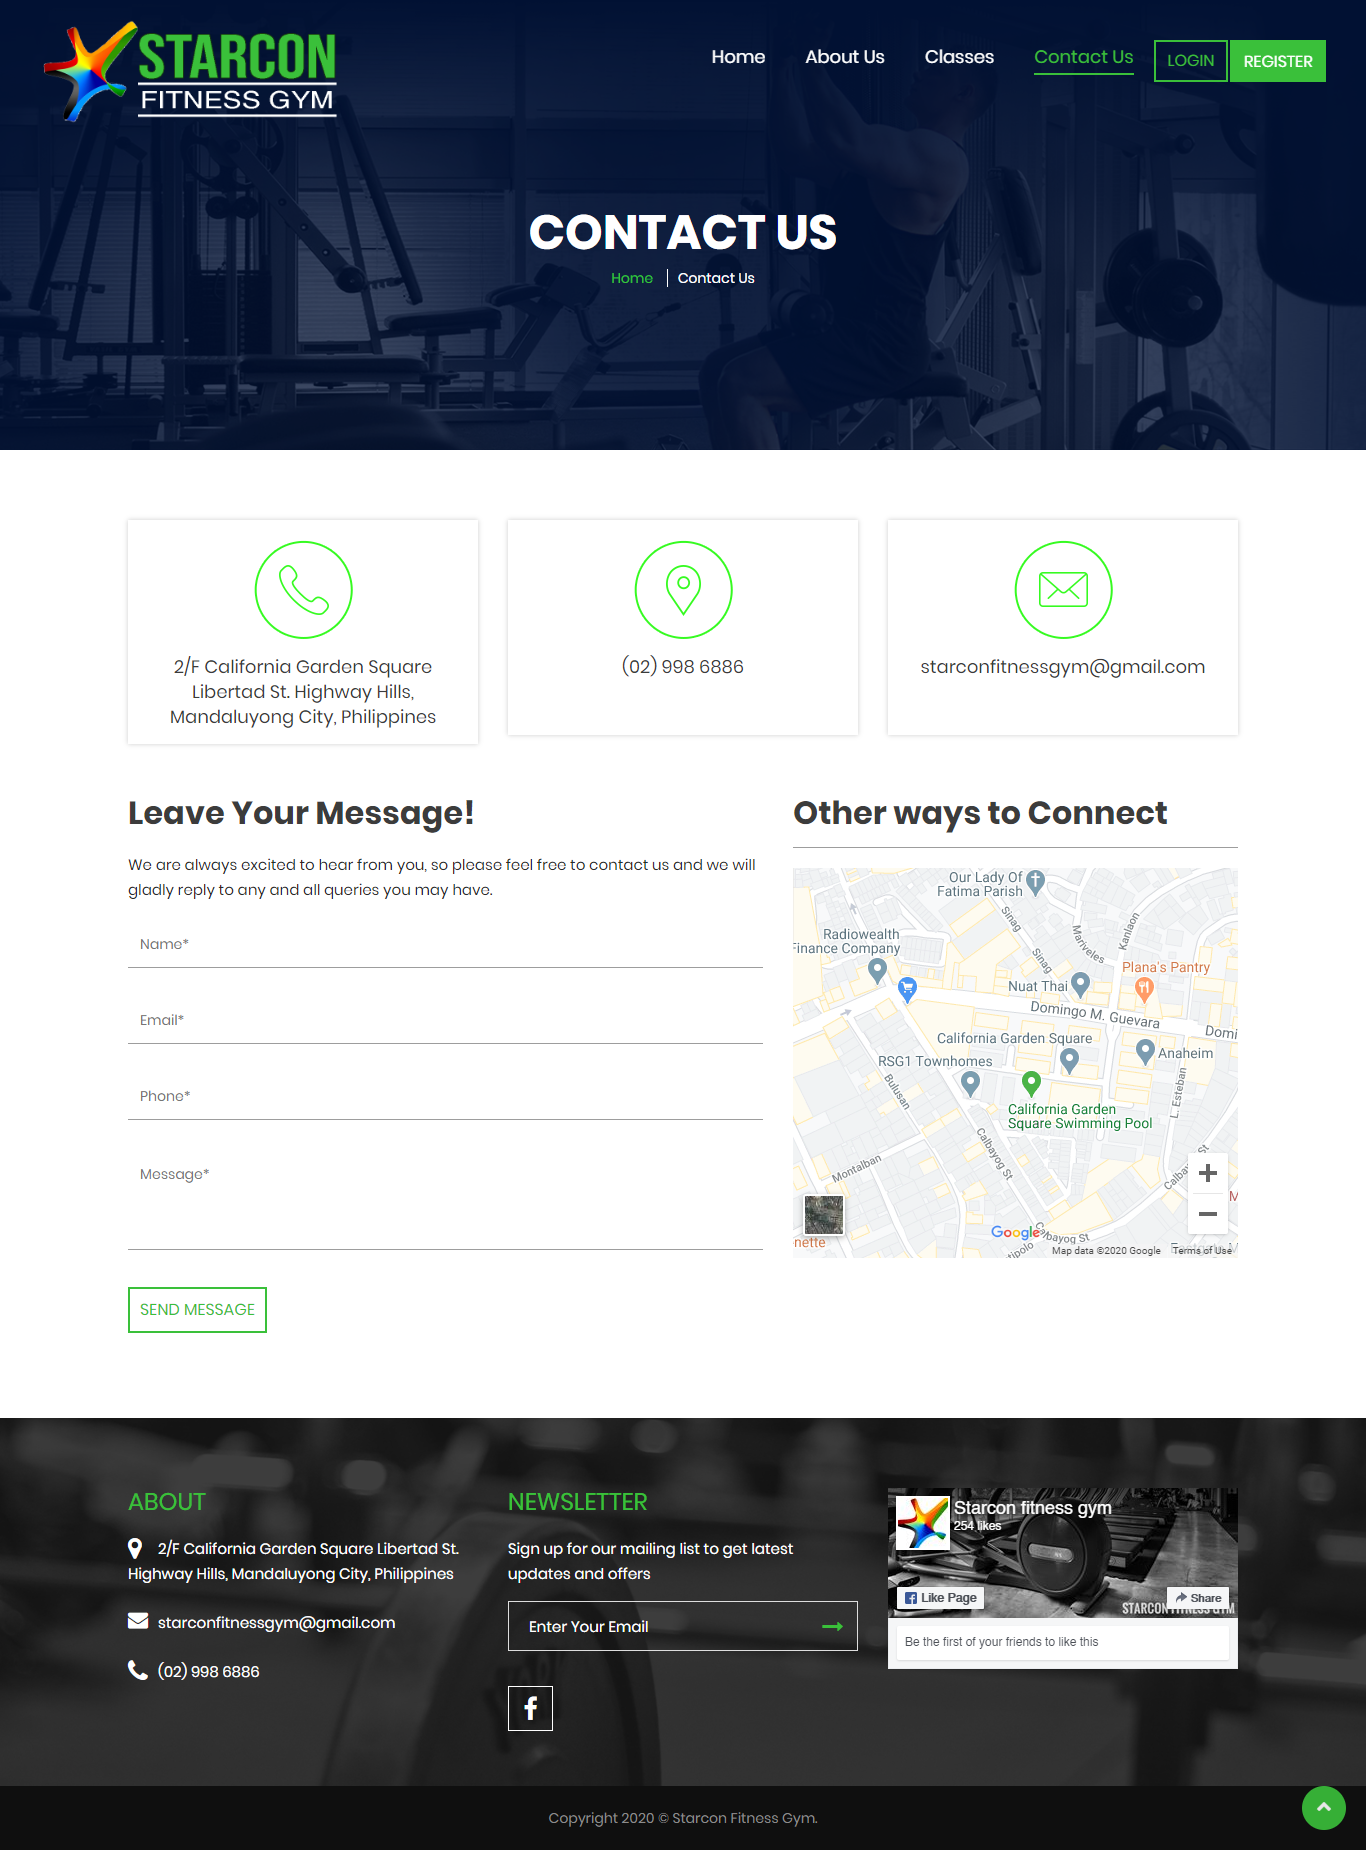 STARCON
FITNESS GYM
Home
About Us
Classes
Contact Us
LOGIN
REGISTER
CONTACT US
Home
Contact Us
2/F California Garden Square
Libertad St. Highway Hills,
Mandaluyong City, Philippines
(02) 998 6886
starconfitnessgym@gmail.com
Leave Your Message!
We are always excited to hear from you, so please feel free to contact us and we will
gladly reply to any and all queries you may have.
Name*
Email*
Phone*
Message*
SEND MESSAGE
Other ways to Connect
Our Lady Of
Fatima Parish
Sinag
Mariveles
Kanlaon
Radiowealth
Finance Company
Sinag
Plana's Pantry
Nuat Thai
Domingo M. Guevara
Domi
California Garden Square
Anaheim
RSG1 Townhomes
Bulusan
L. Esteban
California Garden
Square Swimming Pool
Calbayog St
Montalban
nette
Google
Calbayog St
Map data ©2020 Google
Terms of Use
ABOUT
2/F California Garden Square Libertad St.
Highway Hills, Mandaluyong City, Philippines
starconfitnessgym@gmail.com
(02) 998 6886
NEWSLETTER
Sign up for our mailing list to get latest
updates and offers
Enter Your Email
Starcon fitness gym
254 likes
Like Page
Share
STARCON FITNESS GYM
Be the first of your friends to like this
Copyright 2020 © Starcon Fitness Gym.